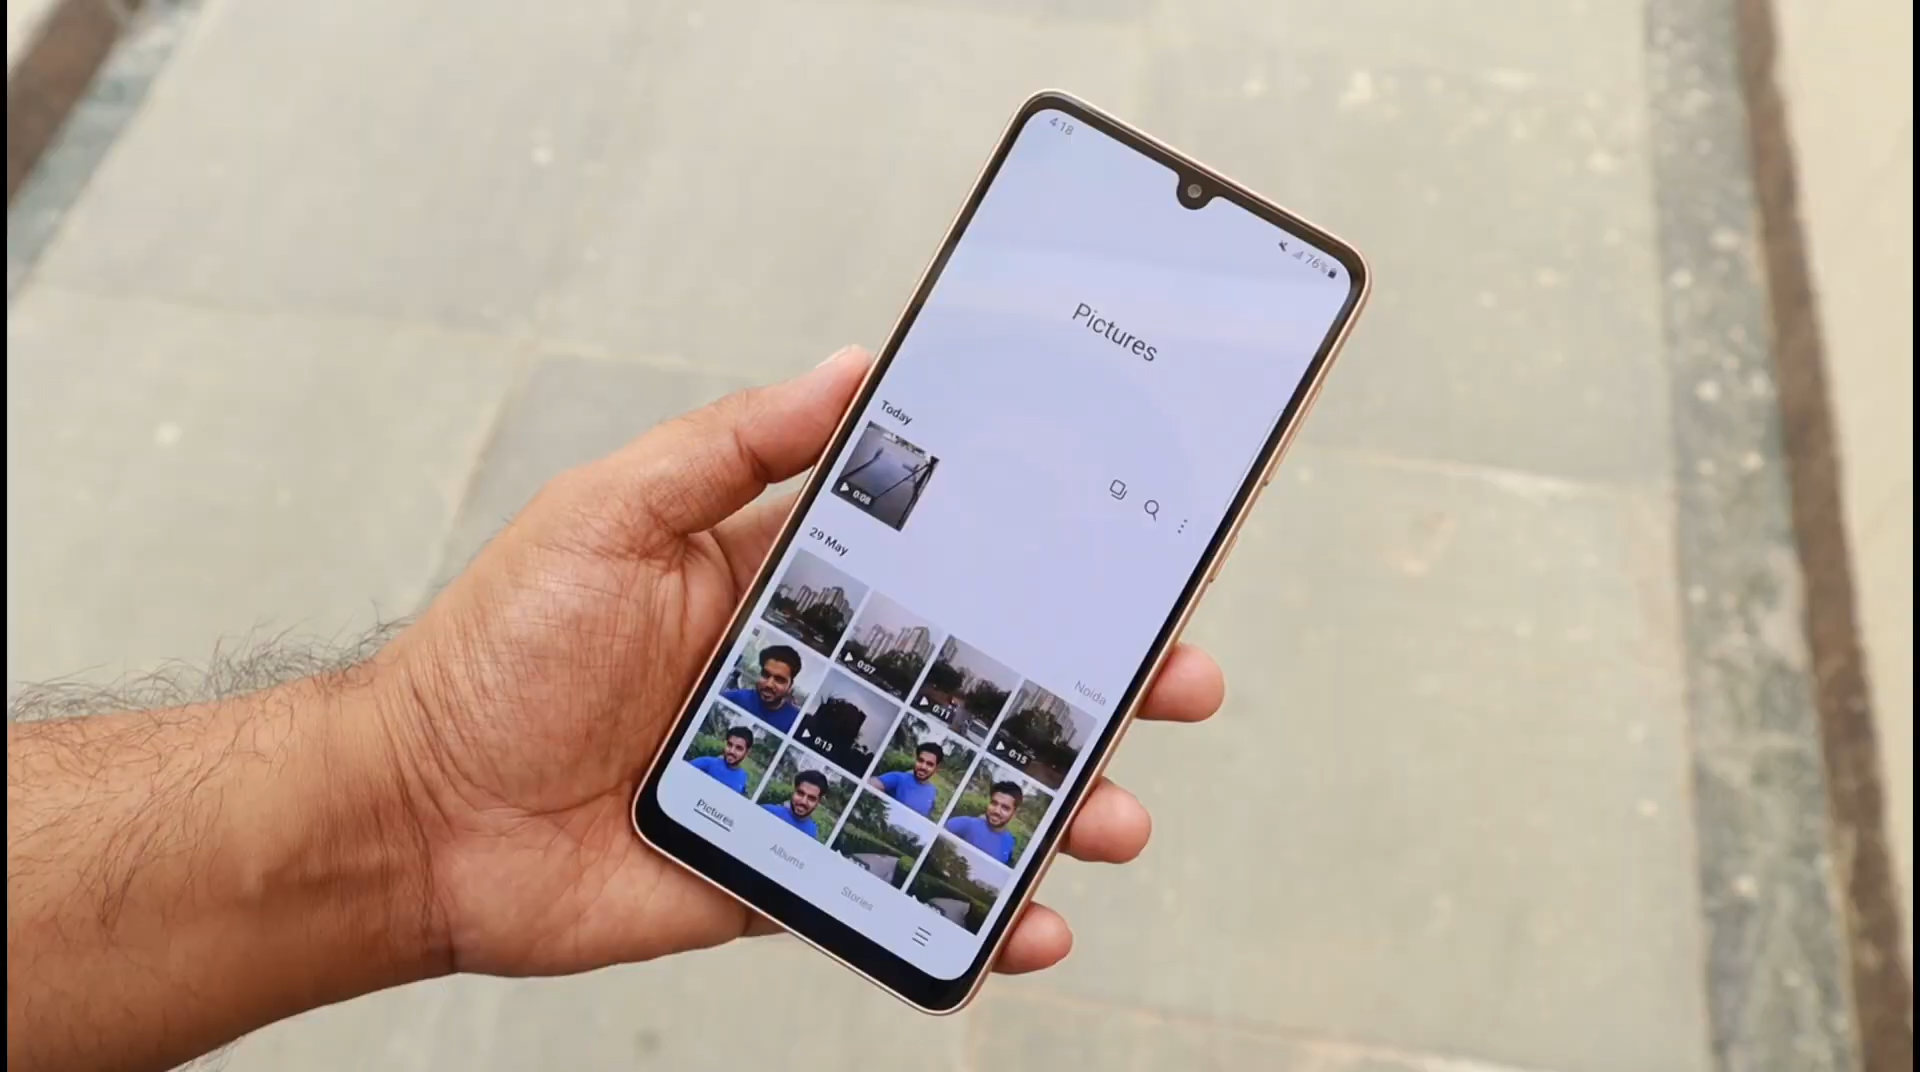 4:18
76%
Pictures
Today
0:08
29 May
Noida
0:07
0:11
0:15
0:13
Pictures
Albums
Stories